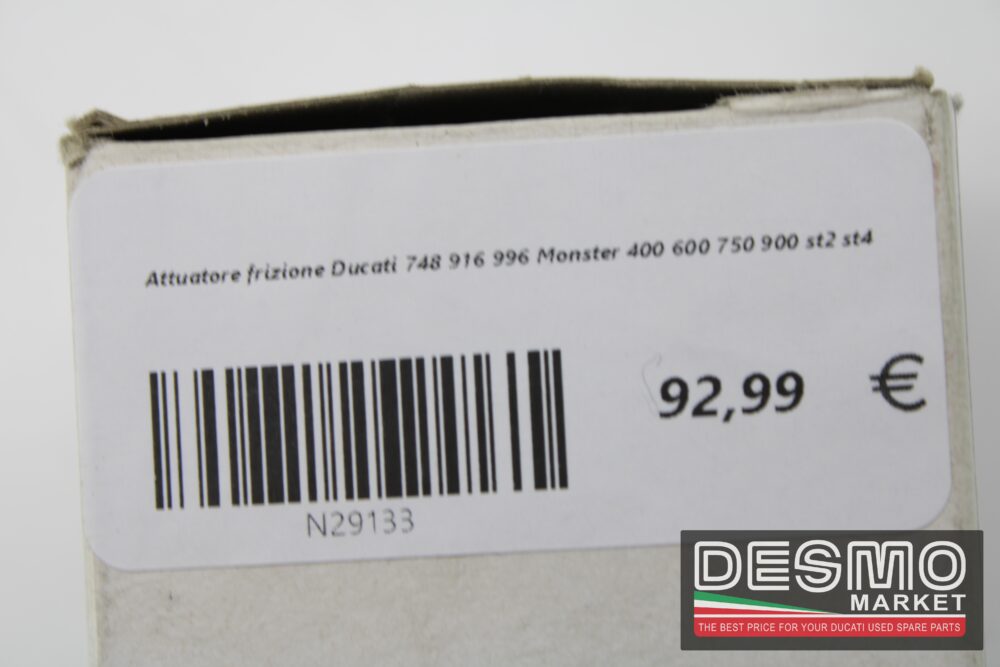 Attuatore frizione Ducati 748 916 996 Monster 400 600 750 900 st2 st4
92,99 €
N29133
DESMO
MARKET
THE BEST PRICE FOR YOUR DUCATI USED SPARE PARTS